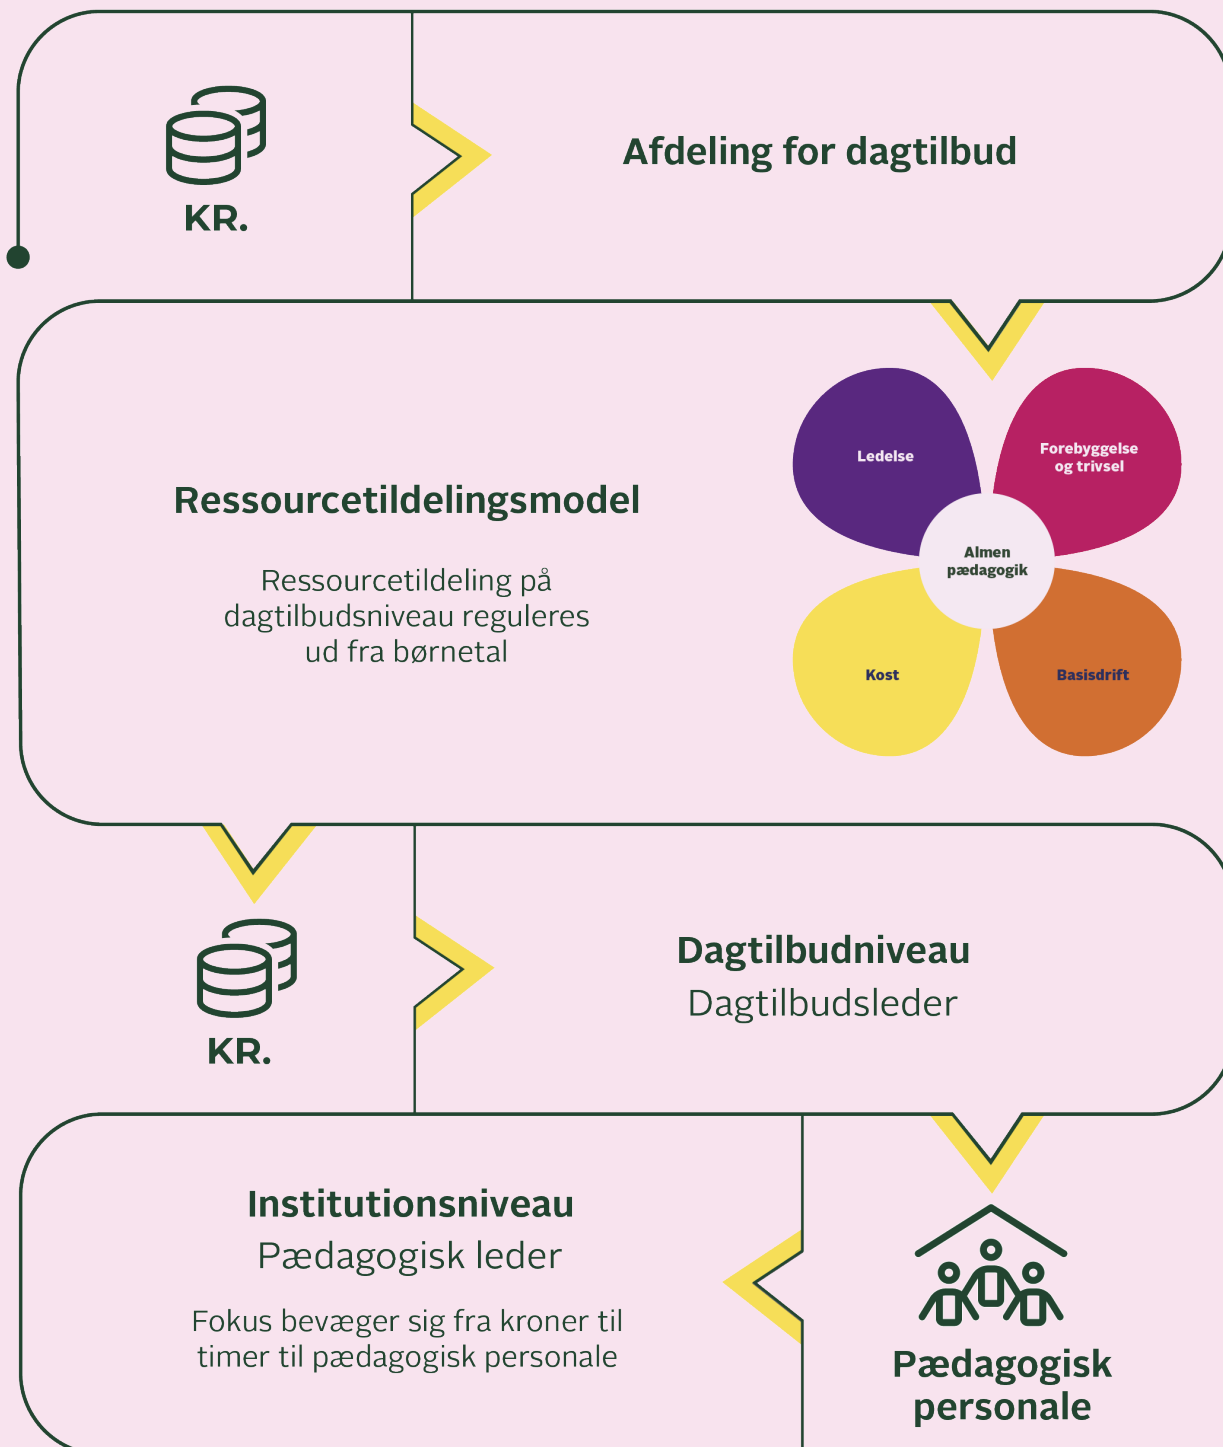 KR.
Afdeling for dagtilbud
Ressourcetildelingsmodel
Ressourcetildeling på
dagtilbudsniveau reguleres
ud fra børnetal
Ledelse
Forebyggelse
og trivsel
Almen
pædagogik
Kost
Basisdrift
KR.
Dagtilbudniveau
Dagtilbudsleder
Institutionsniveau
Pædagogisk leder
Fokus bevæger sig fra kroner til
timer til pædagogisk personale
Pædagogisk
personale